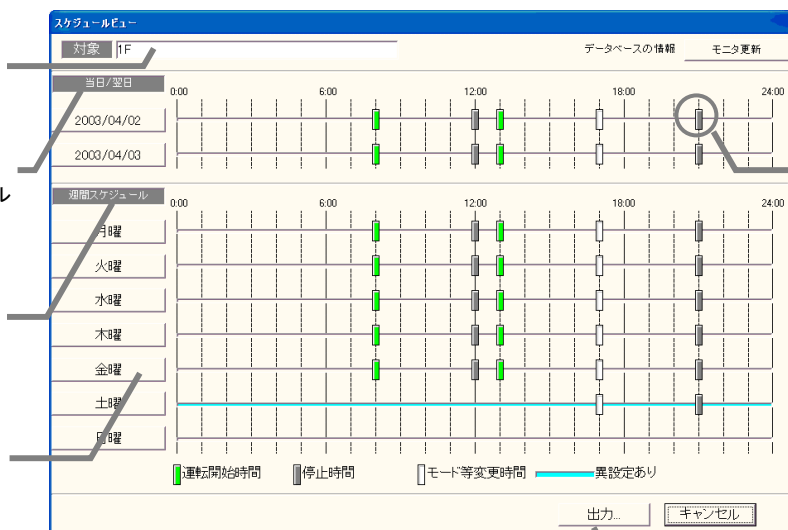 スケジュールビュー
対象 1F データベースの情報 モニタ更新
当日/翌日 0:00 6:00 12:00 18:00 24:00
2003/04/02
2003/04/03
ル
週間スケジュール 0:00 6:00 12:00 18:00 24:00
月曜
火曜
水曜
木曜
金曜
土曜
日曜
運転開始時間 停止時間 モード等変更時間 異設定あり
出力... キャンセル